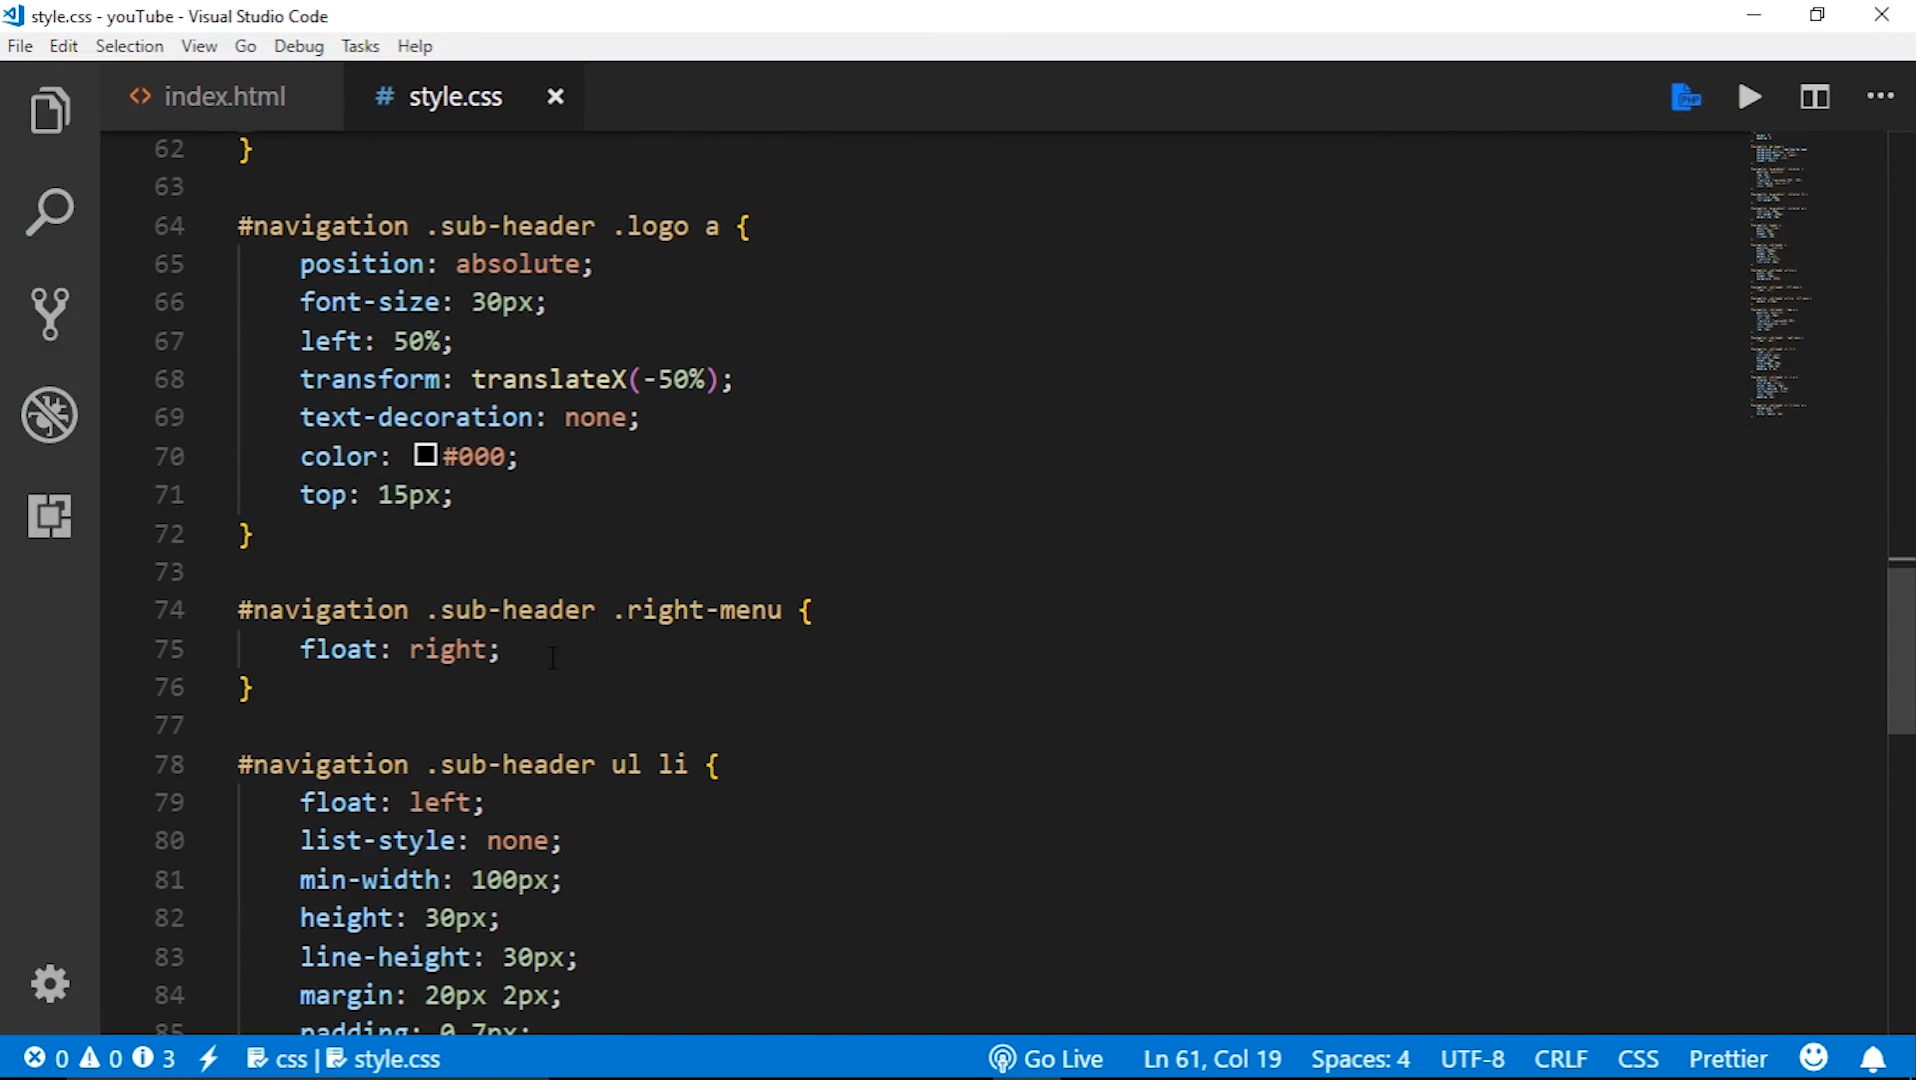 style.css - youTube - Visual Studio Code
File Edit Selection View Go Debug Tasks Help
<> index.html # style.css
PHP
62 }
63
64 #navigation .sub-header .logo a {
65 position: absolute;
66 font-size: 30px;
67 left: 50%;
68 transform: translateX(-50%);
69 text-decoration: none;
70 color: #000;
71 top: 15px;
72 }
73
74 #navigation .sub-header .right-menu {
75 float: right;
76 }
77
78 #navigation .sub-header ul li {
79 float: left;
80 list-style: none;
81 min-width: 100px;
82 height: 30px;
83 line-height: 30px;
84 margin: 20px 2px;
85 padding: 0 7px;
0 0 3 css | style.css Go Live Ln 61, Col 19 Spaces: 4 UTF-8 CRLF CSS Prettier